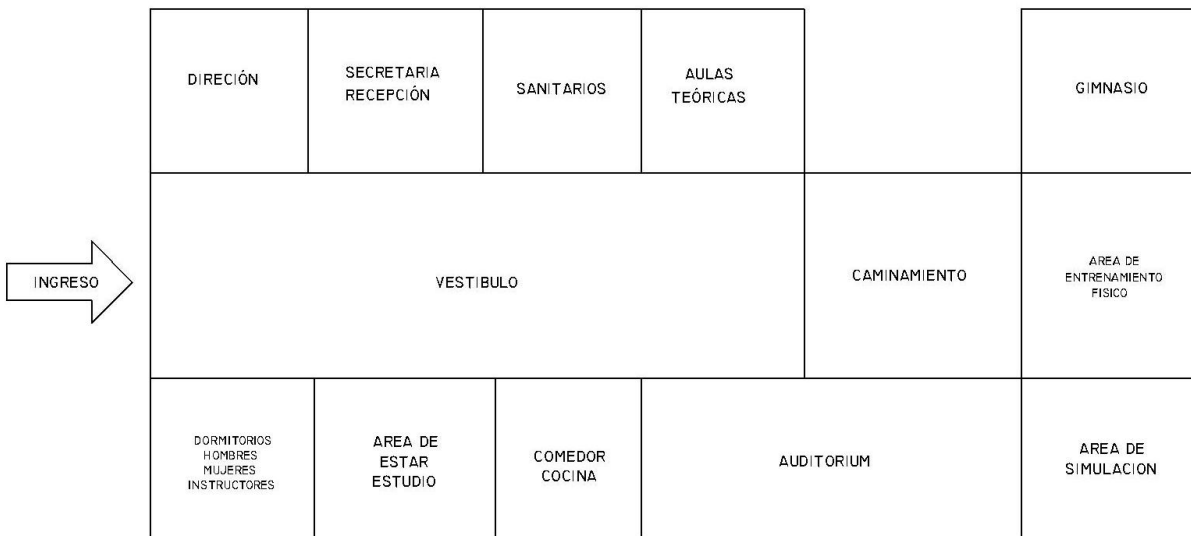 DIRECIÓN
SECRETARIA
RECEPCIÓN
SANITARIOS
AULAS
TEÓRICAS
GIMNASIO
INGRESO
VESTIBULO
CAMINAMIENTO
AREA DE
ENTRENAMIENTO
FISICO
DORMITORIOS
HOMBRES
MUJERES
INSTRUCTORES
AREA DE
ESTAR
ESTUDIO
COMEDOR
COCINA
AUDITORIUM
AREA DE
SIMULACION